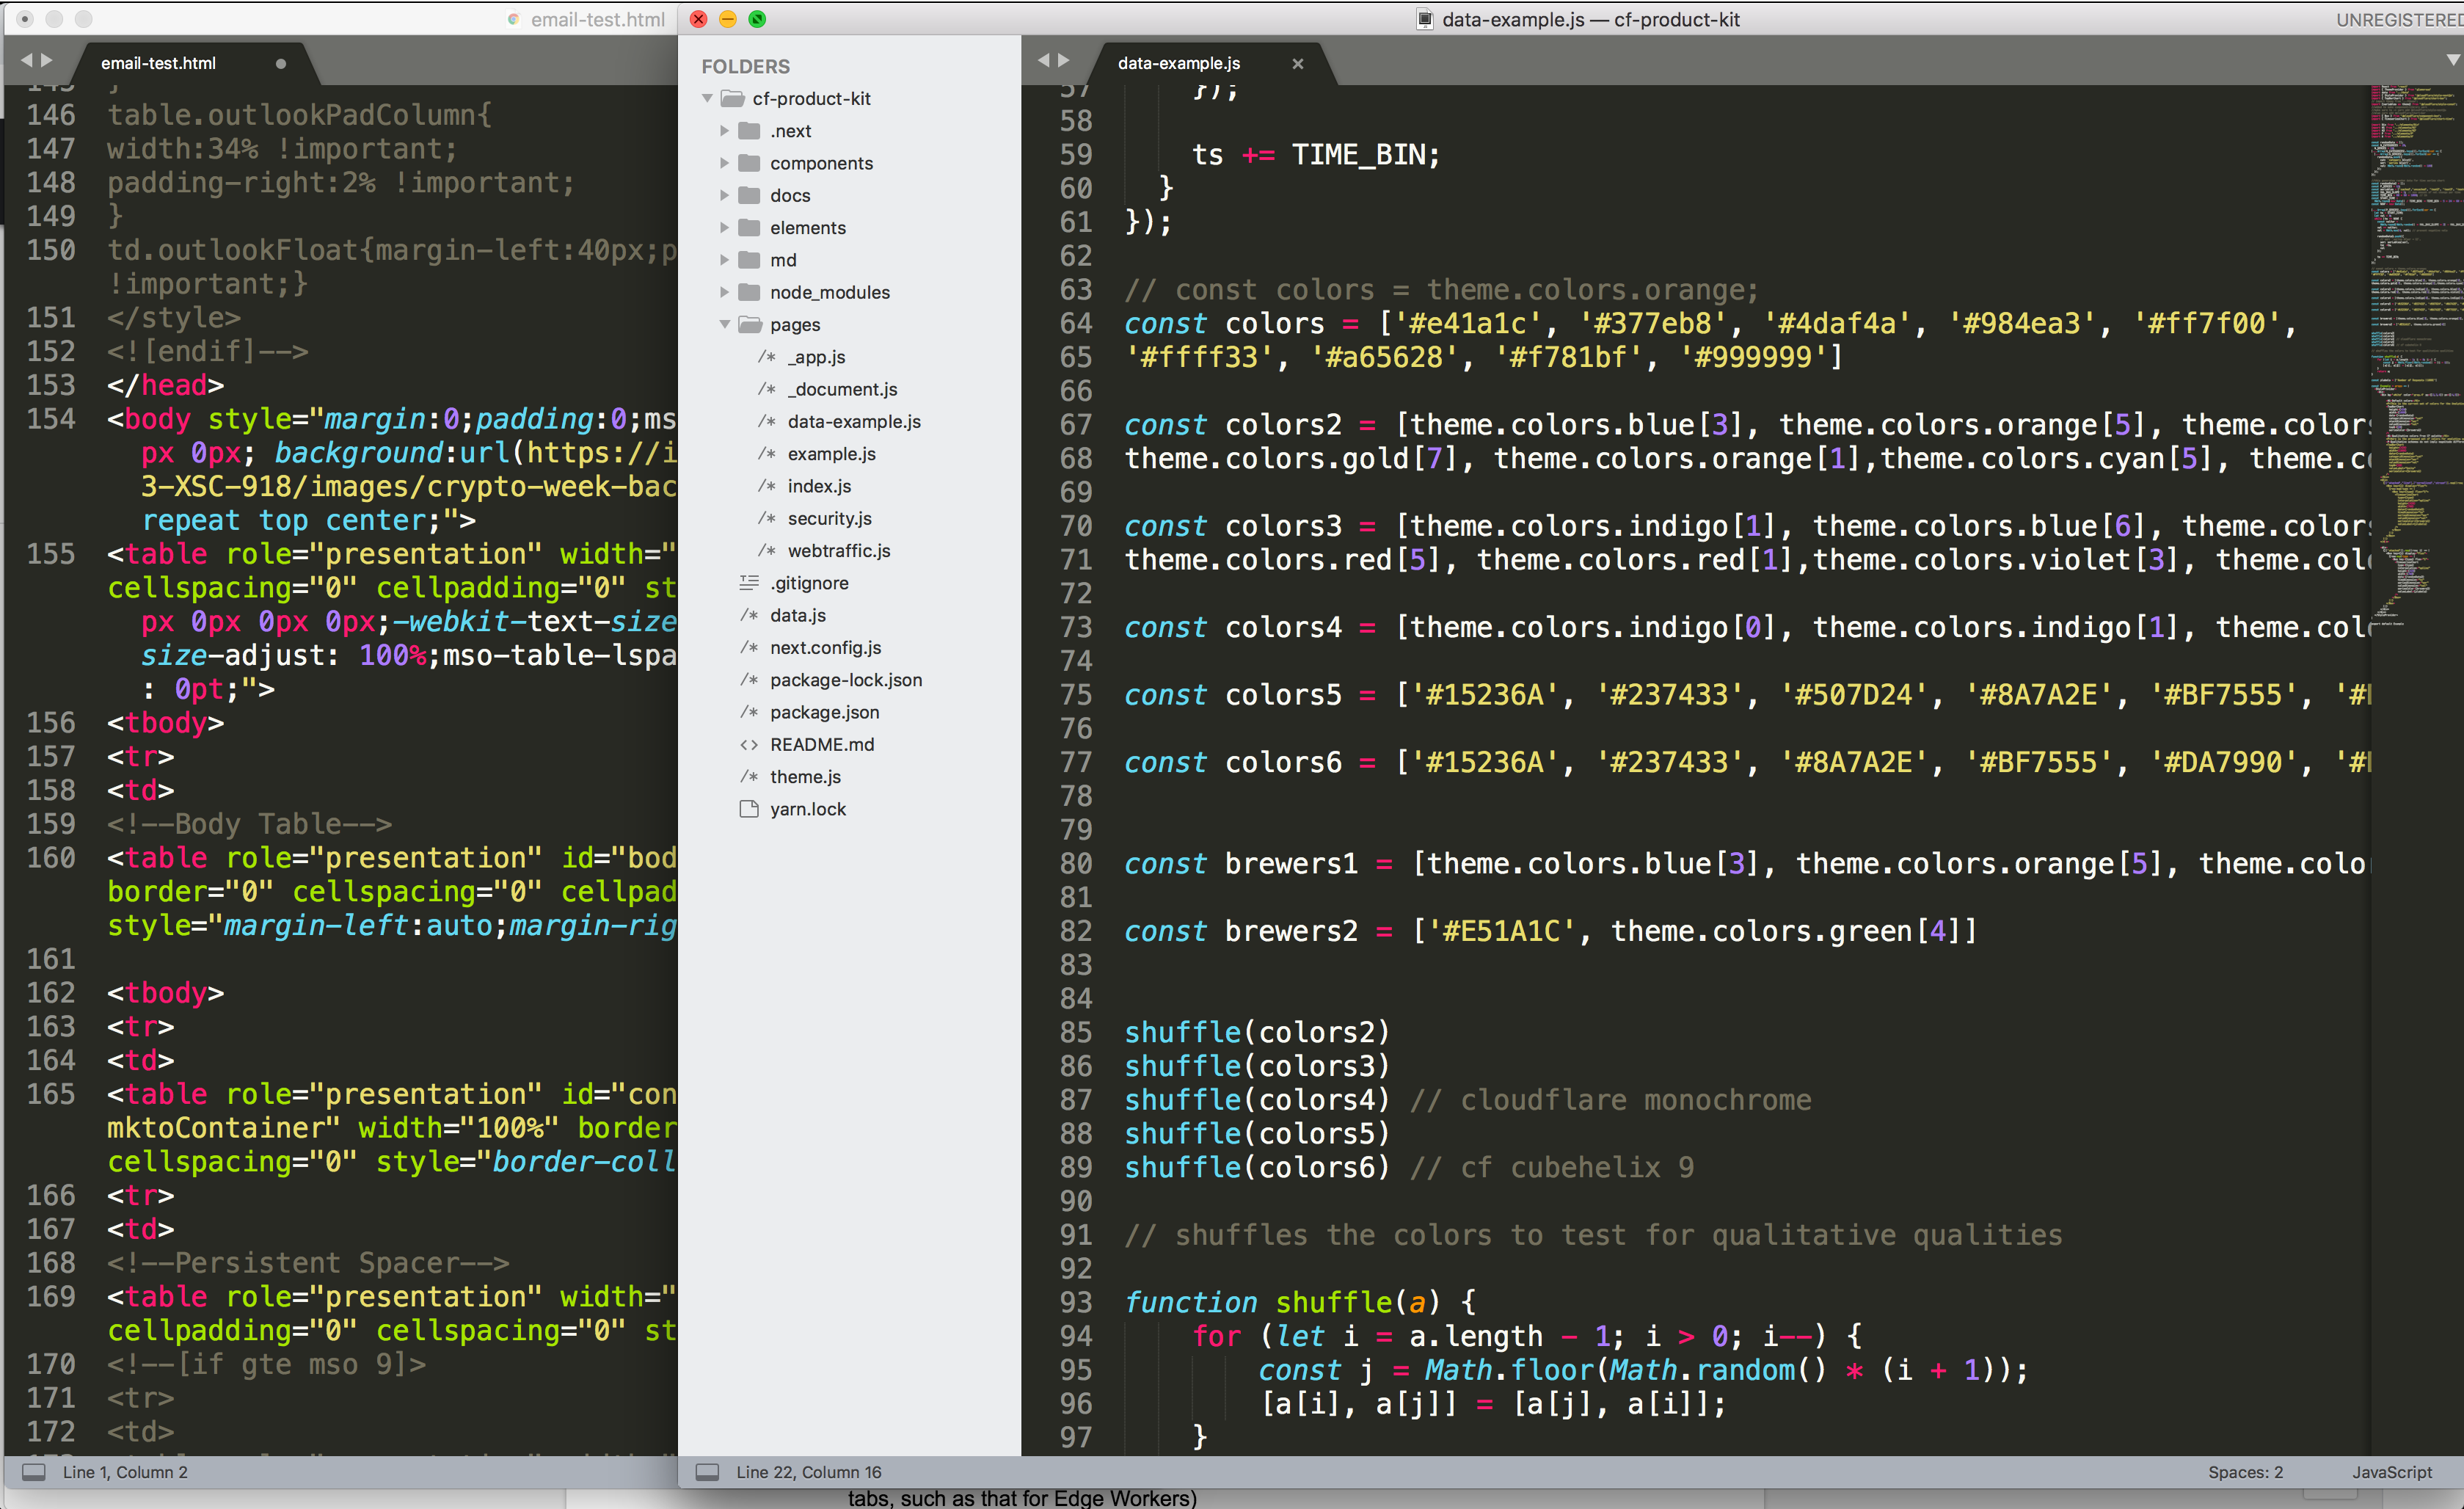 email-test.html
email-test.html
146 table.outlookPadColumn{
147 width:34% !important;
148 padding-right:2% !important;
149 }
150 td.outlookFloat{margin-left:40px;p
!important;}
151 </style>
152 <![endif]-->
153 </head>
154 <body style="margin:0;padding:0;ms
px 0px; background:url(https://i
3-XSC-918/images/crypto-week-bac
repeat top center;">
155 <table role="presentation" width="
cellspacing="0" cellpadding="0" st
px 0px 0px 0px;-webkit-text-size
size-adjust: 100%;mso-table-lspa
: 0pt;">
156 <tbody>
157 <tr>
158 <td>
159 <!--Body Table-->
160 <table role="presentation" id="bod
border="0" cellspacing="0" cellpad
style="margin-left:auto;margin-rig
161
162 <tbody>
163 <tr>
164 <td>
165 <table role="presentation" id="con
mktoContainer" width="100%" border
cellspacing="0" style="border-coll
166 <tr>
167 <td>
168 <!--Persistent Spacer-->
169 <table role="presentation" width="
cellpadding="0" cellspacing="0" st
170 <!--[if gte mso 9]>
171 <tr>
172 <td>
Line 1, Column 2
data-example.js — cf-product-kit
UNREGISTERED
FOLDERS
cf-product-kit
.next
components
docs
elements
md
node_modules
pages
/* _app.js
/* _document.js
/* data-example.js
/* example.js
/* index.js
/* security.js
/* webtraffic.js
.gitignore
/* data.js
/* next.config.js
/* package-lock.json
/* package.json
<> README.md
/* theme.js
yarn.lock
data-example.js ×
57 });
58
59 ts += TIME_BIN;
60 }
61 });
62
63 // const colors = theme.colors.orange;
64 const colors = ['#e41a1c', '#377eb8', '#4daf4a', '#984ea3', '#ff7f00',
65 '#ffff33', '#a65628', '#f781bf', '#999999']
66
67 const colors2 = [theme.colors.blue[3], theme.colors.orange[5], theme.colors
68 theme.colors.gold[7], theme.colors.orange[1],theme.colors.cyan[5], theme.c
69
70 const colors3 = [theme.colors.indigo[1], theme.colors.blue[6], theme.colors
71 theme.colors.red[5], theme.colors.red[1],theme.colors.violet[3], theme.col
72
73 const colors4 = [theme.colors.indigo[0], theme.colors.indigo[1], theme.col
74
75 const colors5 = ['#15236A', '#237433', '#507D24', '#8A7A2E', '#BF7555', '#
76
77 const colors6 = ['#15236A', '#237433', '#8A7A2E', '#BF7555', '#DA7990', '#
78
79
80 const brewers1 = [theme.colors.blue[3], theme.colors.orange[5], theme.color
81
82 const brewers2 = ['#E51A1C', theme.colors.green[4]]
83
84
85 shuffle(colors2)
86 shuffle(colors3)
87 shuffle(colors4) // cloudflare monochrome
88 shuffle(colors5)
89 shuffle(colors6) // cf cubehelix 9
90
91 // shuffles the colors to test for qualitative qualities
92
93 function shuffle(a) {
94 for (let i = a.length - 1; i > 0; i--) {
95 const j = Math.floor(Math.random() * (i + 1));
96 [a[i], a[j]] = [a[j], a[i]];
97 }
Line 22, Column 16
Spaces: 2
JavaScript
tabs, such as that for Edge Workers)